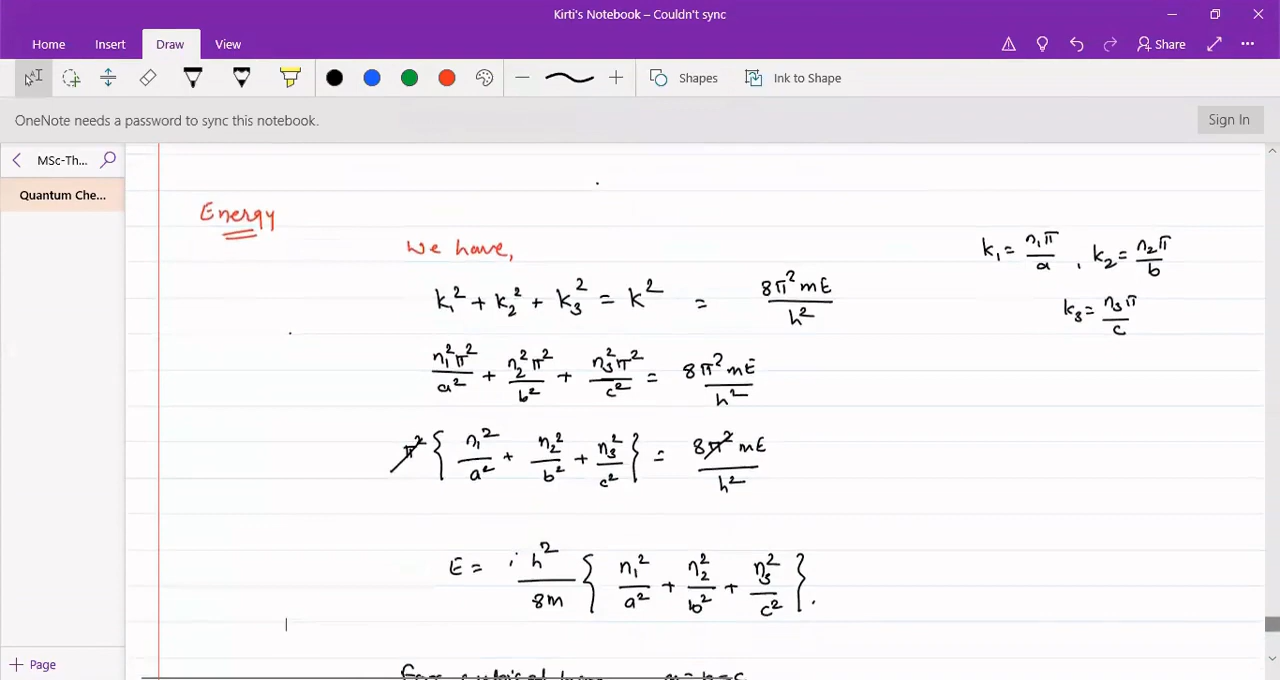 Kirti's Notebook – Couldn't sync
Home Insert Draw View
Share
Shapes Ink to Shape
OneNote needs a password to sync this notebook.
Sign In
MSc-Th...
Quantum Che...
Energy
We have,
k₁ = n₁π/a , k₂ = n₂π/b
k₃ = n₃π/c
k₁² + k₂² + k₃² = k² = 8π²mE/h²
n₁²π²/a² + n₂²π²/b² + n₃²π²/c² = 8π²mE/h²
π² { n₁²/a² + n₂²/b² + n₃²/c² } = 8π²mE/h²
E = h²/8m { n₁²/a² + n₂²/b² + n₃²/c² } .
+ Page
a=b=c